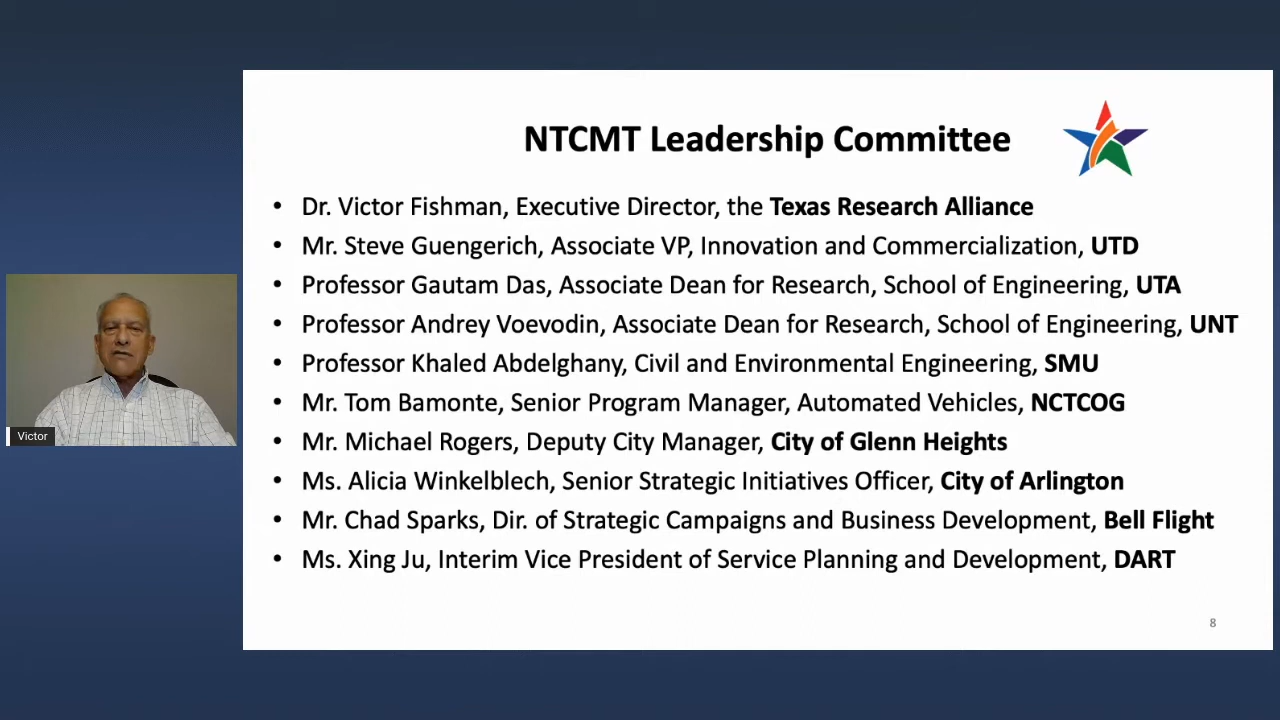 NTCMT Leadership Committee
• Dr. Victor Fishman, Executive Director, the Texas Research Alliance
• Mr. Steve Guengerich, Associate VP, Innovation and Commercialization, UTD
• Professor Gautam Das, Associate Dean for Research, School of Engineering, UTA
• Professor Andrey Voevodin, Associate Dean for Research, School of Engineering, UNT
• Professor Khaled Abdelghany, Civil and Environmental Engineering, SMU
• Mr. Tom Bamonte, Senior Program Manager, Automated Vehicles, NCTCOG
• Mr. Michael Rogers, Deputy City Manager, City of Glenn Heights
• Ms. Alicia Winkelblech, Senior Strategic Initiatives Officer, City of Arlington
• Mr. Chad Sparks, Dir. of Strategic Campaigns and Business Development, Bell Flight
• Ms. Xing Ju, Interim Vice President of Service Planning and Development, DART
8
Victor